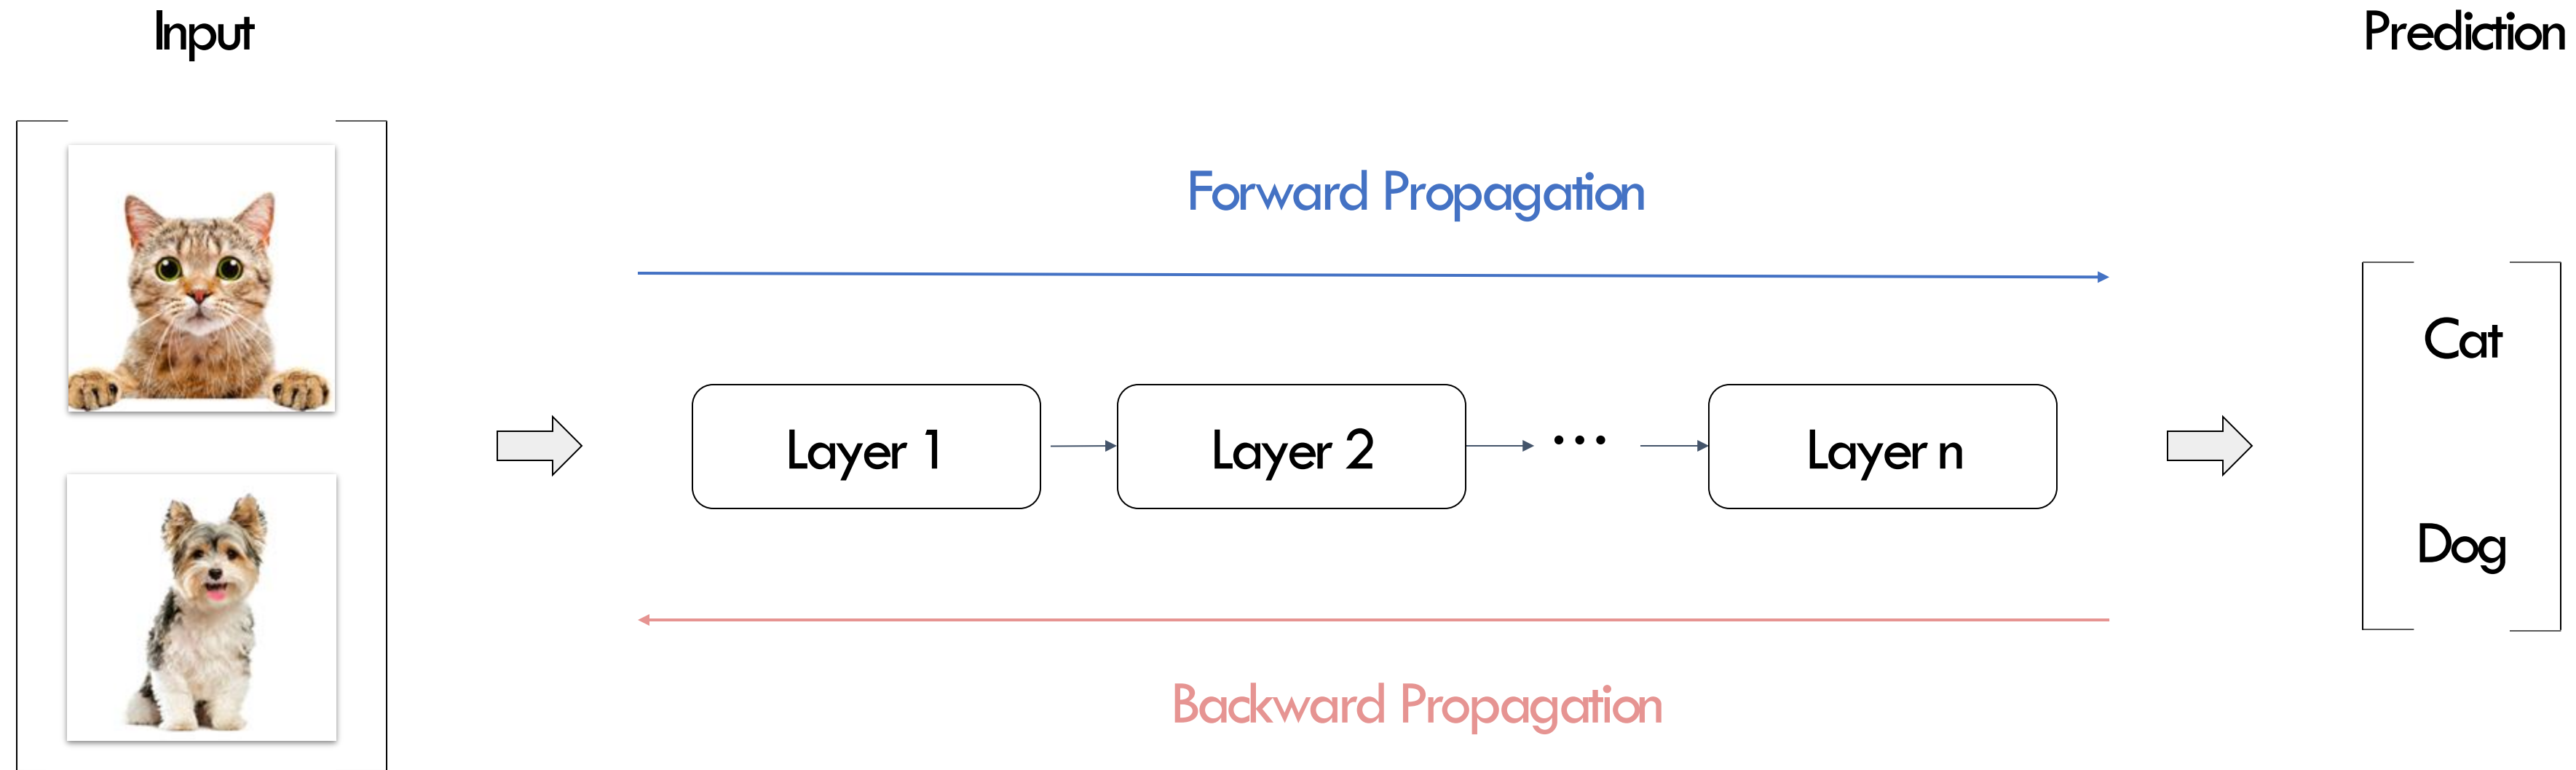 Input
Prediction
Forward Propagation
Cat
Layer 1
Layer 2
...
Layer n
Dog
Backward Propagation